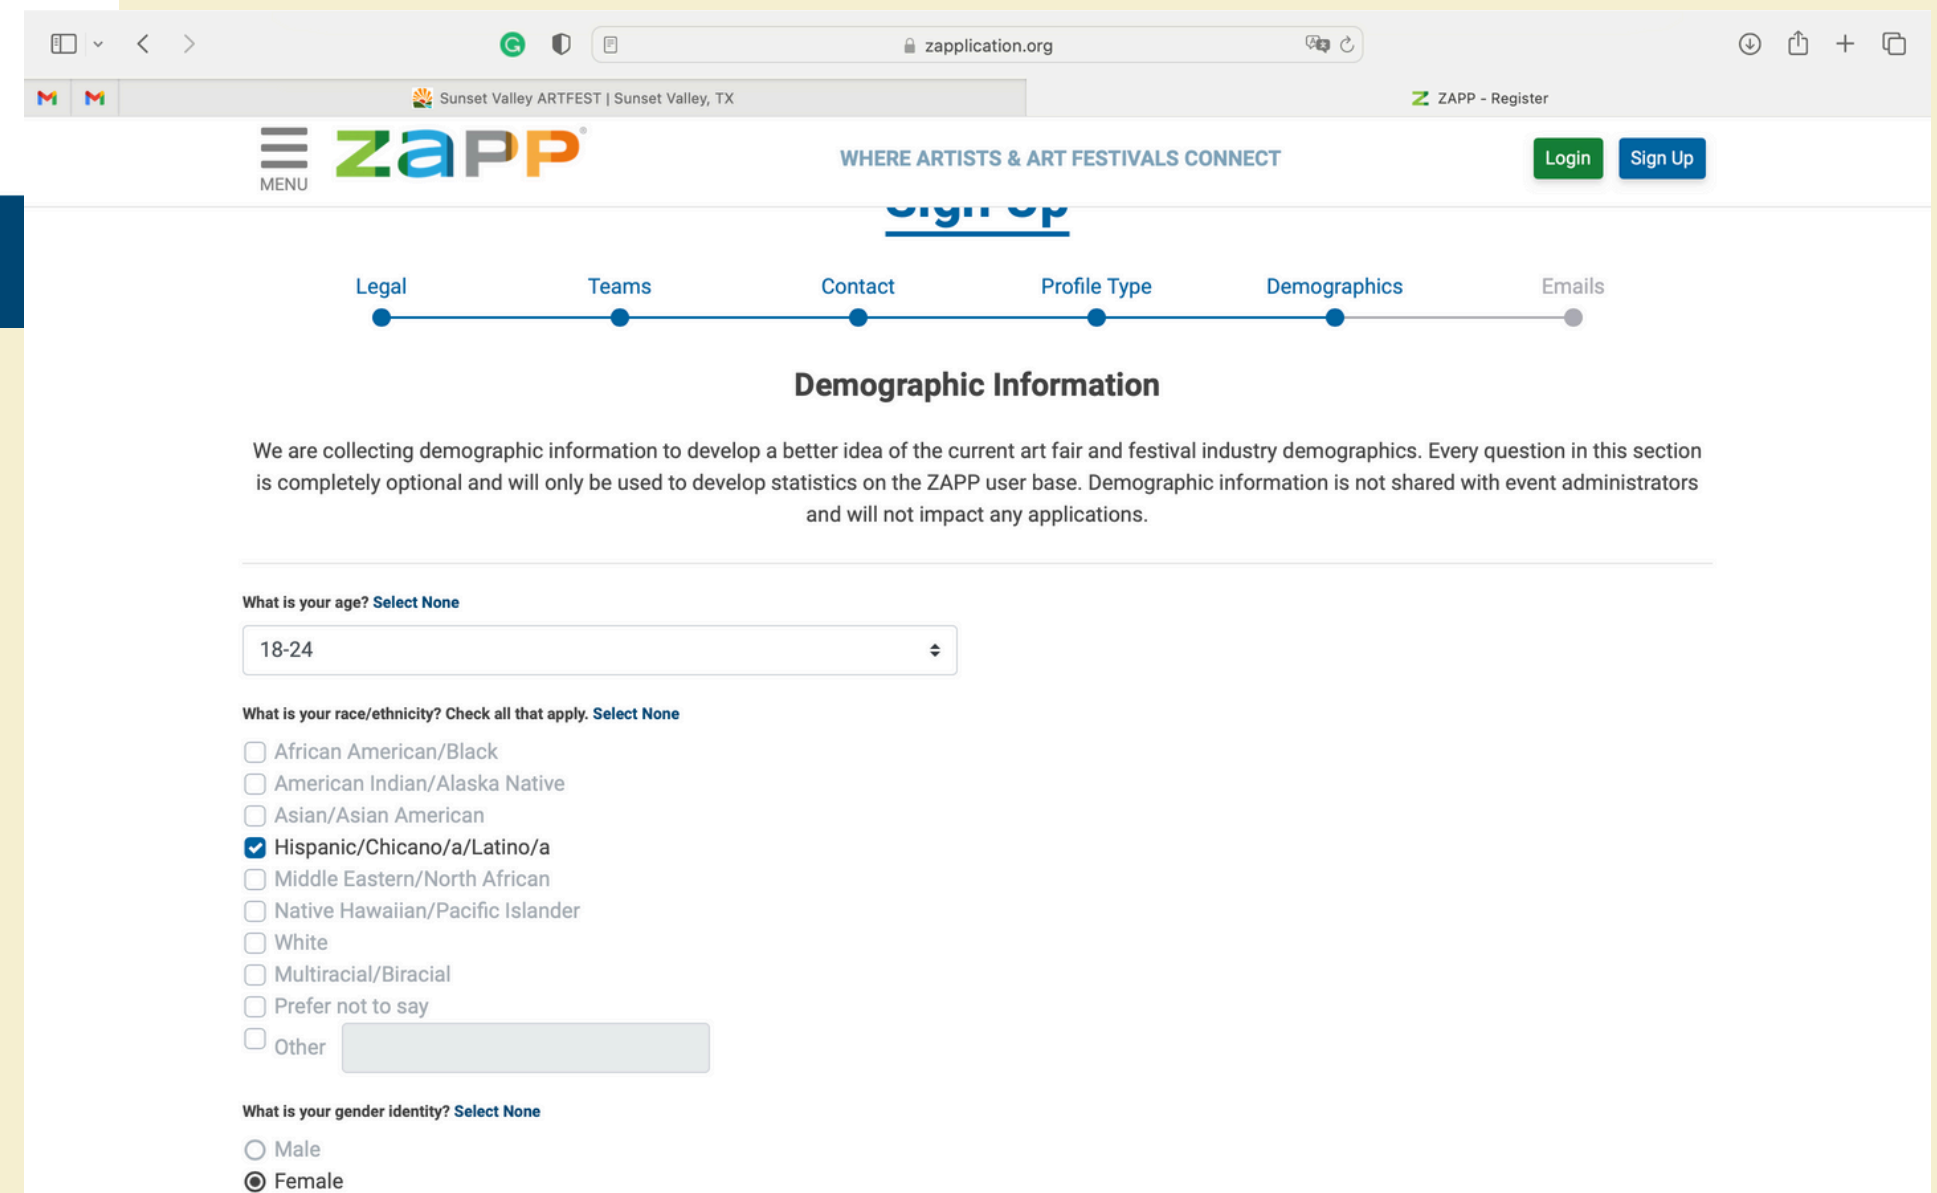 zapplication.org
Sunset Valley ARTFEST | Sunset Valley, TX
ZAPP - Register
MENU
zapp
WHERE ARTISTS & ART FESTIVALS CONNECT
Login
Sign Up
Sign Up
Legal
Teams
Contact
Profile Type
Demographics
Emails
Demographic Information
We are collecting demographic information to develop a better idea of the current art fair and festival industry demographics. Every question in this section
is completely optional and will only be used to develop statistics on the ZAPP user base. Demographic information is not shared with event administrators
and will not impact any applications.
What is your age? Select None
18-24
What is your race/ethnicity? Check all that apply. Select None
African American/Black
American Indian/Alaska Native
Asian/Asian American
Hispanic/Chicano/a/Latino/a
Middle Eastern/North African
Native Hawaiian/Pacific Islander
White
Multiracial/Biracial
Prefer not to say
Other
What is your gender identity? Select None
Male
Female